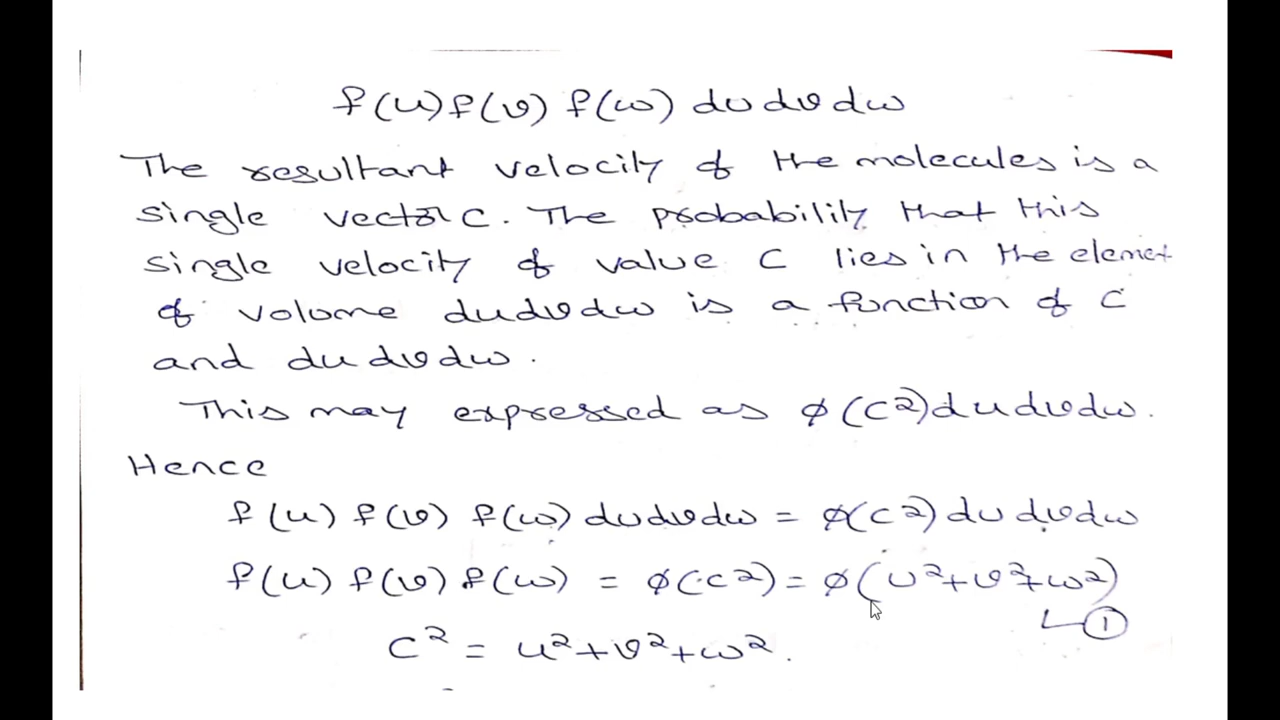 f(u) f(v) f(w) du dv dw
The resultant velocity of the molecules is a
single vector C. The probability that this
single velocity of value C lies in the elemet
of volume du dv dw is a function of C
and du dv dw.
This may expressed as φ(C²) du dv dw.
Hence
f(u) f(v) f(w) du dv dw = φ(C²) du dv dw
f(u) f(v) f(w) = φ(C²) = φ(u²+v²+w²)
①
C² = u²+v²+w².